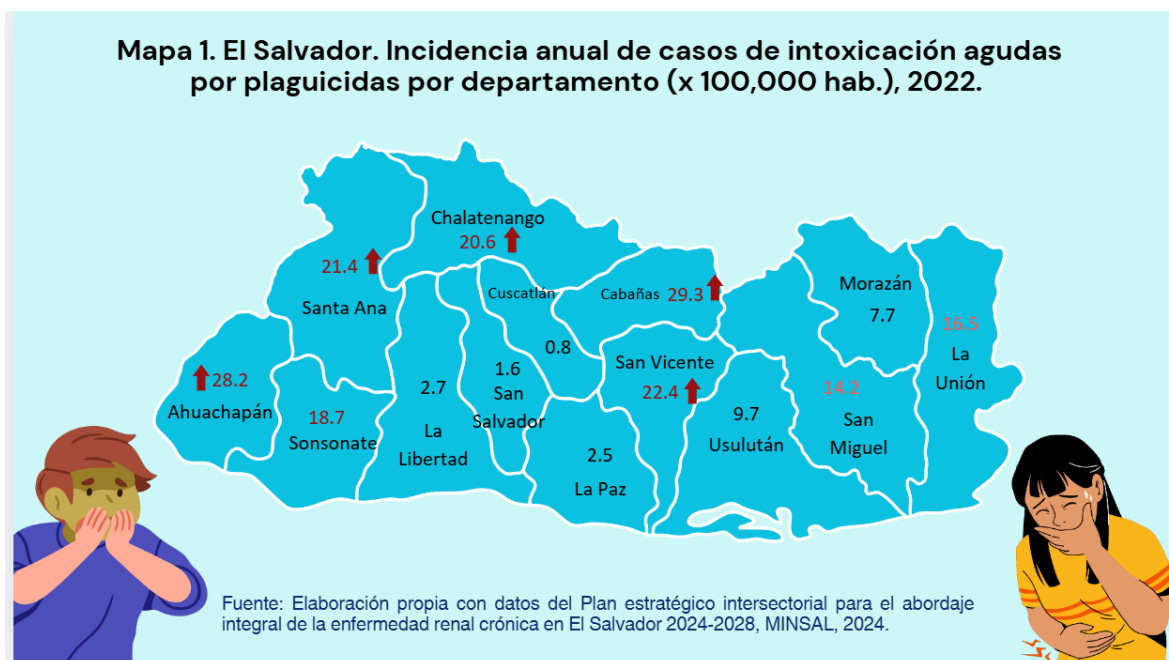 Mapa 1. El Salvador. Incidencia anual de casos de intoxicación agudas
por plaguicidas por departamento (x 100,000 hab.), 2022.
Chalatenango
20.6
21.4
Santa Ana
Cuscatlán
0.8
Cabañas 29.3
Morazán
7.7
16.5
La
Unión
28.2
Ahuachapán
18.7
Sonsonate
2.7
La
Libertad
1.6
San
Salvador
San Vicente
22.4
2.5
La Paz
9.7
Usulután
14.2
San
Miguel
Fuente: Elaboración propia con datos del Plan estratégico intersectorial para el abordaje
integral de la enfermedad renal crónica en El Salvador 2024-2028, MINSAL, 2024.